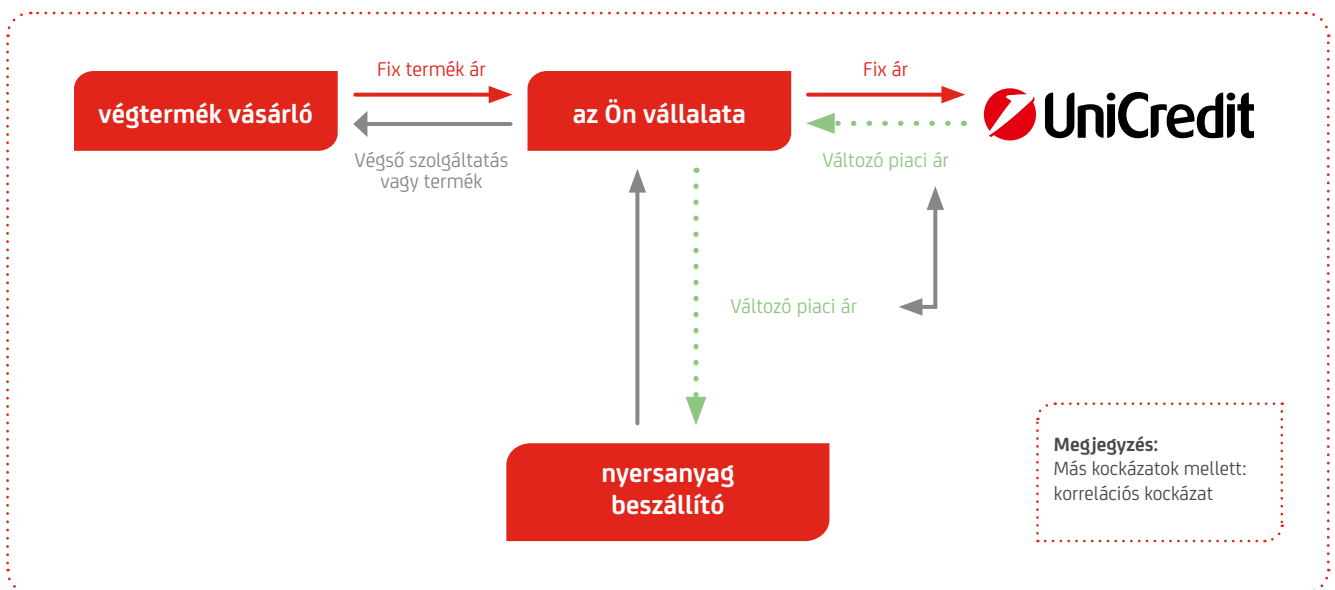 Fix termék ár
Fix ár
végtermék vásárló
az Ön vállalata
UniCredit
Végső szolgáltatás
vagy termék
Változó piaci ár
Változó piaci ár
nyersanyag
beszállító
Megjegyzés:
Más kockázatok mellett:
korrelációs kockázat